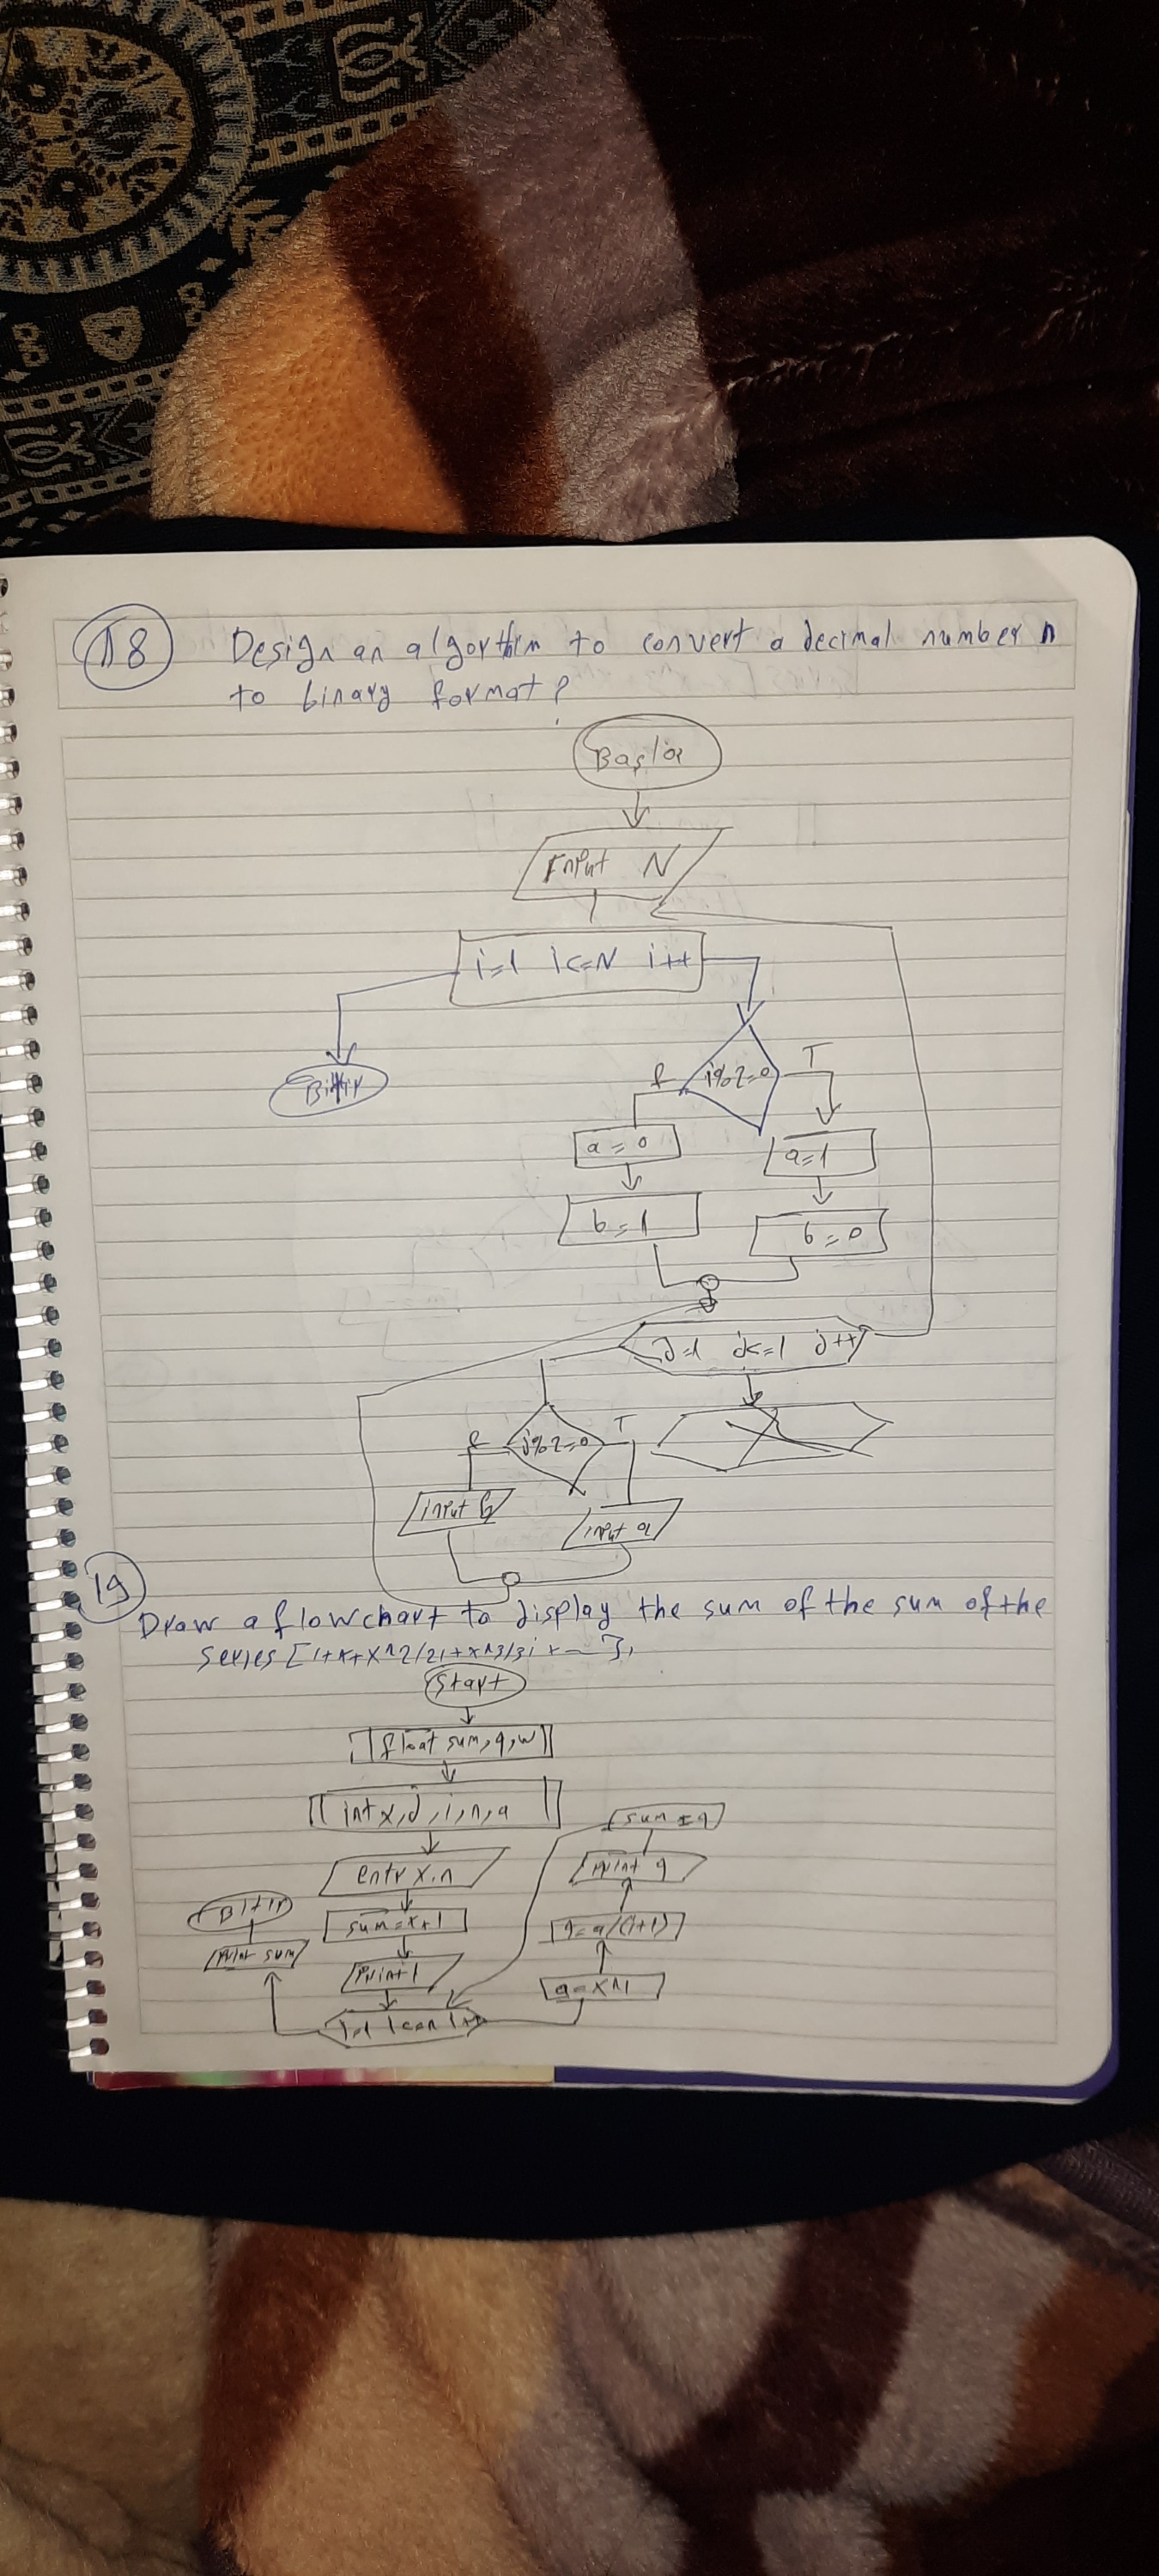 18
Design an algorthim to convert a decimal number n
to binary format?
Başla
Input N
i=1 i<=N i++
Bitir
i%2=0
f
T
a=0
a=1
b=1
b=0
J=1 J<=1 J++
j%2=0
f
T
input b
input a
19
Draw a flowchart to display the sum of the sum of the
series [1+x+x^2/2!+x^3/3!+---],
Start
float sum, q, w
int x, j, i, n, a
entr x.n
sum=x+1
Print 1
i=1 i<=n i++
a=x^i
q=a/(i+1)
Print q
Print sum
Bitir